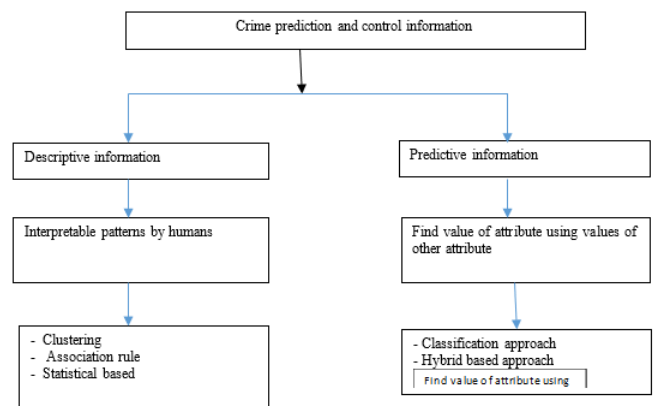 Crime prediction and control information
Descriptive information
Predictive information
Interpretable patterns by humans
Find value of attribute using values of
other attribute
- Clustering
- Association rule
- Statistical based
- Classification approach
- Hybrid based approach
Find value of attribute using